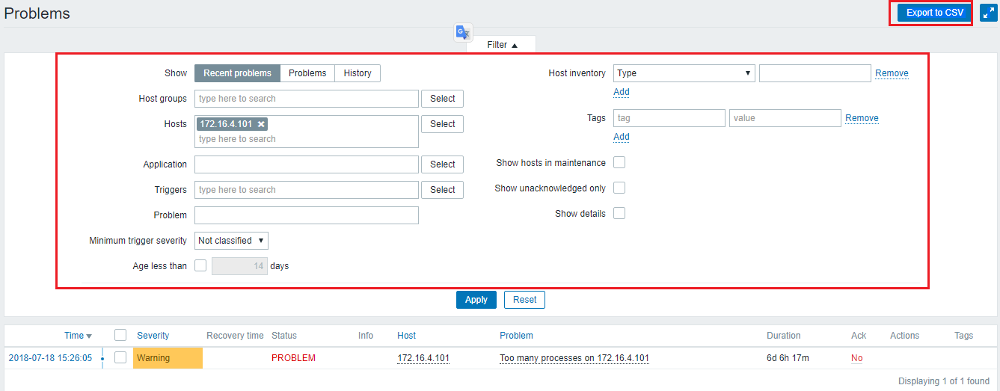 Problems
Export to CSV
Filter ▲
Show Recent problems Problems History
Host groups type here to search Select
Hosts 172.16.4.101 ✖ Select
type here to search
Application Select
Triggers type here to search Select
Problem
Minimum trigger severity Not classified ▼
Age less than 14 days
Host inventory Type ▼ Remove
Add
Tags tag value Remove
Add
Show hosts in maintenance
Show unacknowledged only
Show details
Apply Reset
Time ▼ Severity Recovery time Status Info Host Problem Duration Ack Actions Tags
2018-07-18 15:26:05 Warning PROBLEM 172.16.4.101 Too many processes on 172.16.4.101 6d 6h 17m No
Displaying 1 of 1 found